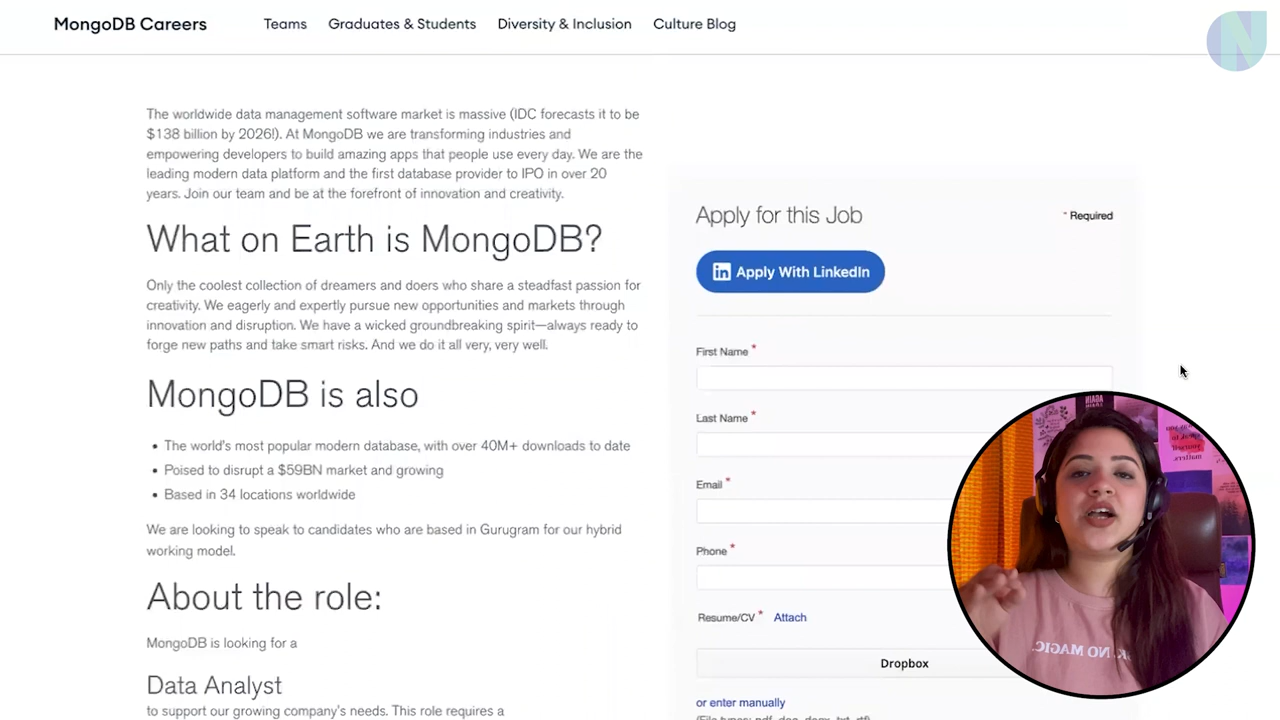 MongoDB Careers
Teams
Graduates & Students
Diversity & Inclusion
Culture Blog
N
The worldwide data management software market is massive (IDC forecasts it to be
$138 billion by 2026!). At MongoDB we are transforming industries and
empowering developers to build amazing apps that people use every day. We are the
leading modern data platform and the first database provider to IPO in over 20
years. Join our team and be at the forefront of innovation and creativity.
What on Earth is MongoDB?
Only the coolest collection of dreamers and doers who share a steadfast passion for
creativity. We eagerly and expertly pursue new opportunities and markets through
innovation and disruption. We have a wicked groundbreaking spirit—always ready to
forge new paths and take smart risks. And we do it all very, very well.
MongoDB is also
• The world's most popular modern database, with over 40M+ downloads to date
• Poised to disrupt a $59BN market and growing
• Based in 34 locations worldwide
We are looking to speak to candidates who are based in Gurugram for our hybrid
working model.
About the role:
MongoDB is looking for a
Data Analyst
to support our growing company's needs. This role requires a
Apply for this Job
* Required
in Apply With LinkedIn
First Name *
Last Name *
Email *
Phone *
Resume/CV * Attach
Dropbox
or enter manually
(File types: pdf, doc, docx, txt, rtf)
NO MAGIC.